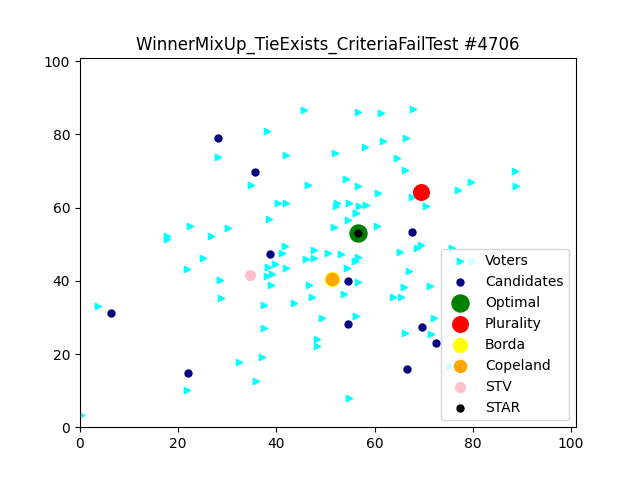 WinnerMixUp_TieExists_CriteriaFailTest #4706
100
80
60
40
20
0
0 20 40 60 80 100
Voters
Candidates
Optimal
Plurality
Borda
Copeland
STV
STAR